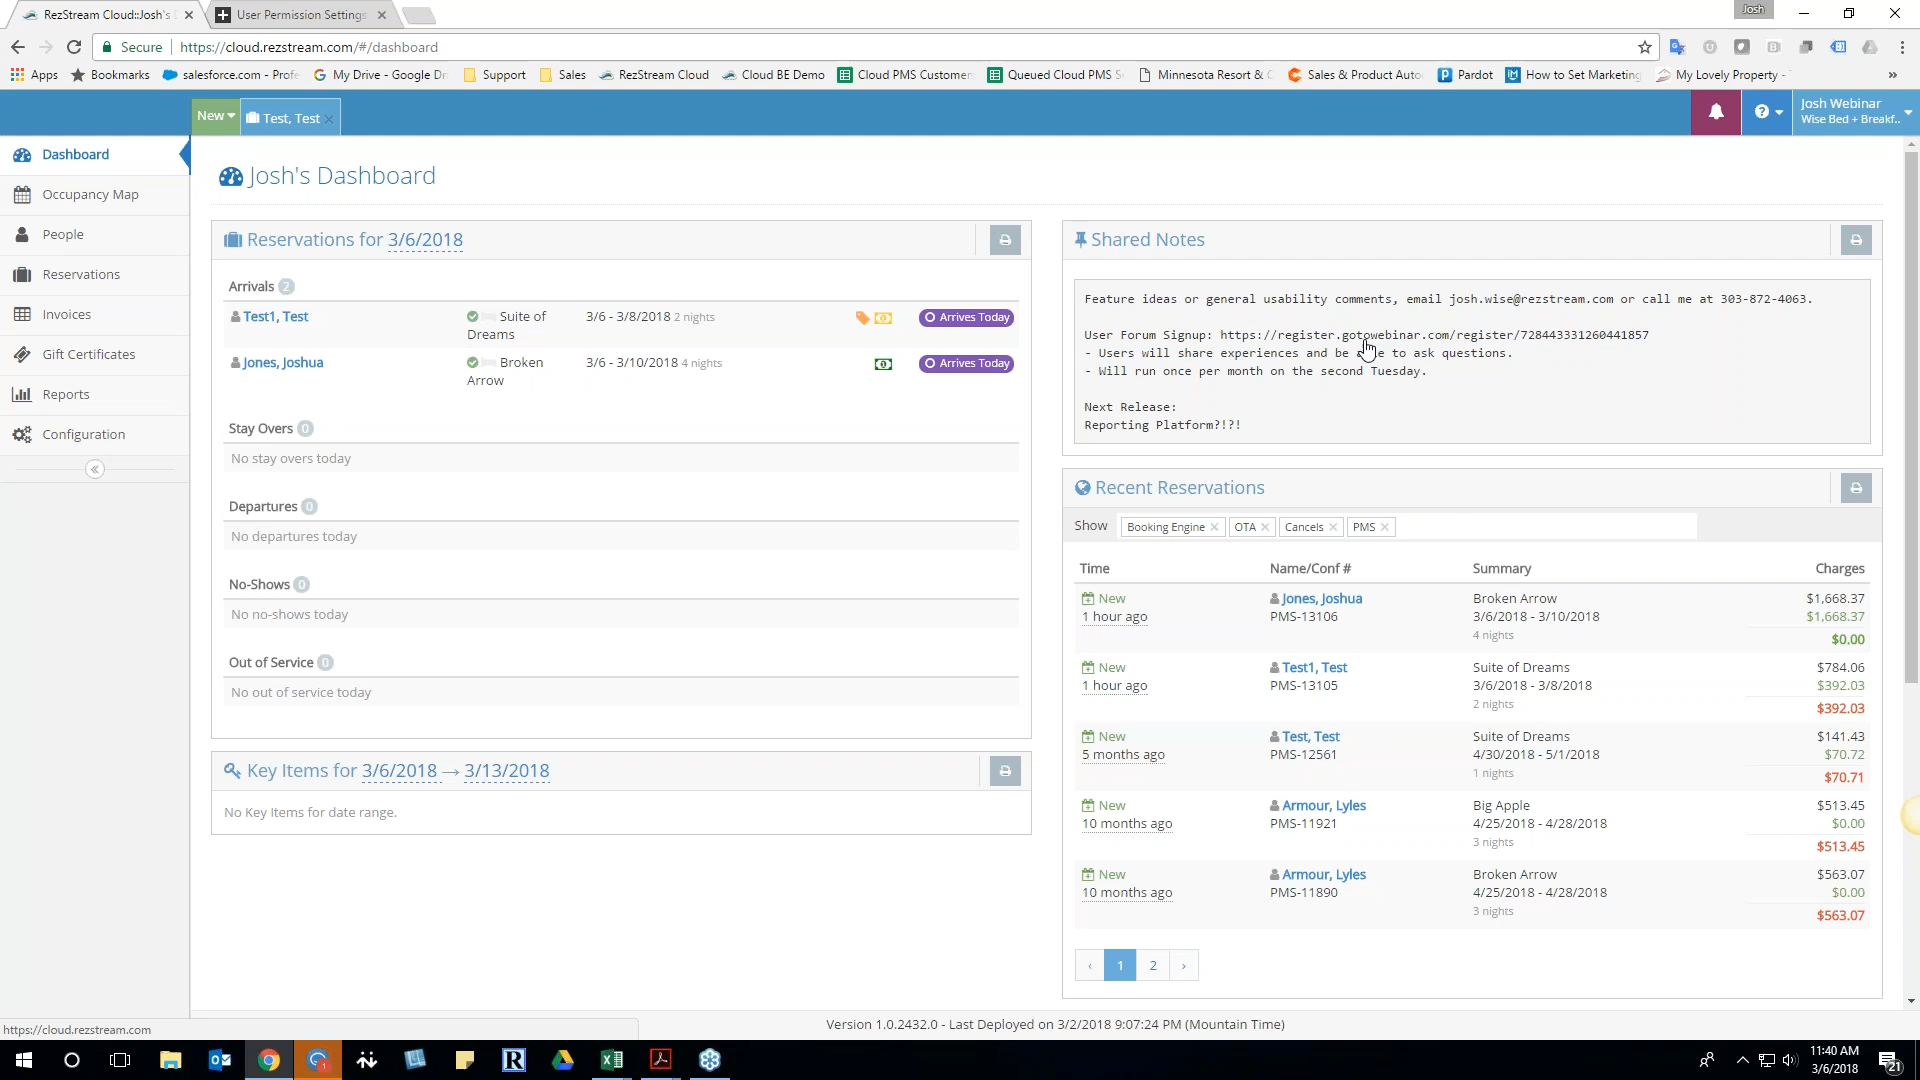 RezStream Cloud::Josh's
User Permission Settings
Josh
Secure
https://cloud.rezstream.com/#/dashboard
Apps
Bookmarks
salesforce.com - Profe
My Drive - Google Dr
Support
Sales
RezStream Cloud
Cloud BE Demo
Cloud PMS Customer
Queued Cloud PMS S
Minnesota Resort & C
Sales & Product Auto
Pardot
How to Set Marketing
My Lovely Property -
New
Test, Test
Josh Webinar
Wise Bed + Breakf..
Dashboard
Occupancy Map
People
Reservations
Invoices
Gift Certificates
Reports
Configuration
Josh's Dashboard
Reservations for 3/6/2018
Arrivals 2
Test1, Test
Suite of
Dreams
3/6 - 3/8/2018 2 nights
Arrives Today
Jones, Joshua
Broken
Arrow
3/6 - 3/10/2018 4 nights
Arrives Today
Stay Overs 0
No stay overs today
Departures 0
No departures today
No-Shows 0
No no-shows today
Out of Service 0
No out of service today
Key Items for 3/6/2018 → 3/13/2018
No Key Items for date range.
Shared Notes
Feature ideas or general usability comments, email josh.wise@rezstream.com or call me at 303-872-4063.
User Forum Signup: https://register.gotowebinar.com/register/728443331260441857
- Users will share experiences and be able to ask questions.
- Will run once per month on the second Tuesday.
Next Release:
Reporting Platform?!?!
Recent Reservations
Show
Booking Engine ×
OTA ×
Cancels ×
PMS ×
Time Name/Conf # Summary Charges
New Jones, Joshua Broken Arrow $1,668.37
1 hour ago PMS-13106 3/6/2018 - 3/10/2018 $1,668.37
4 nights $0.00
New Test1, Test Suite of Dreams $784.06
1 hour ago PMS-13105 3/6/2018 - 3/8/2018 $392.03
2 nights $392.03
New Test, Test Suite of Dreams $141.43
5 months ago PMS-12561 4/30/2018 - 5/1/2018 $70.72
1 nights $70.71
New Armour, Lyles Big Apple $513.45
10 months ago PMS-11921 4/25/2018 - 4/28/2018 $0.00
3 nights $513.45
New Armour, Lyles Broken Arrow $563.07
10 months ago PMS-11890 4/25/2018 - 4/28/2018 $0.00
3 nights $563.07
‹ 1 2 ›
https://cloud.rezstream.com
Version 1.0.2432.0 - Last Deployed on 3/2/2018 9:07:24 PM (Mountain Time)
11:40 AM
3/6/2018
21